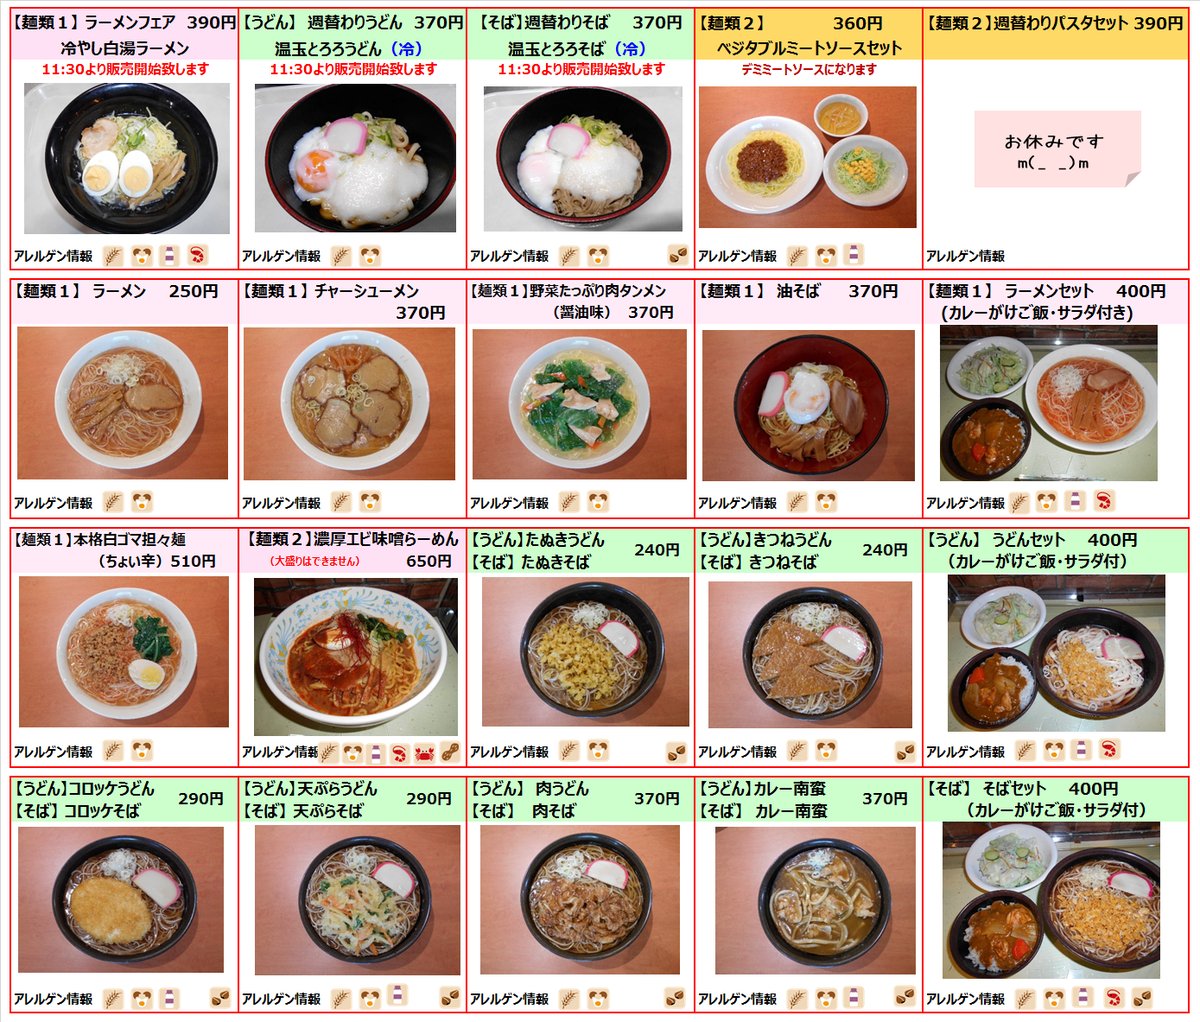 【麺類１】 ラーメンフェア 390円
冷やし白湯ラーメン
11:30より販売開始致します
アレルゲン情報
【うどん】 週替わりうどん 370円
温玉とろろうどん（冷）
11:30より販売開始致します
アレルゲン情報
【そば】週替わりそば 370円
温玉とろろそば（冷）
11:30より販売開始致します
アレルゲン情報
【麺類２】 360円
ベジタブルミートソースセット
デミミートソースになります
アレルゲン情報
【麺類２】週替わりパスタセット 390円
お休みです
m(_ _)m
アレルゲン情報
【麺類１】 ラーメン 250円
アレルゲン情報
【麺類１】 チャーシューメン
370円
アレルゲン情報
【麺類１】野菜たっぷり肉タンメン
（醤油味） 370円
アレルゲン情報
【麺類１】 油そば 370円
アレルゲン情報
【麺類１】 ラーメンセット 400円
(カレーがけご飯・サラダ付き)
アレルゲン情報
【麺類１】本格白ゴマ担々麺
（ちょい辛）510円
アレルゲン情報
【麺類２】濃厚エビ味噌らーめん
（大盛りはできません） 650円
アレルゲン情報
【うどん】たぬきうどん
【そば】 たぬきそば 240円
アレルゲン情報
【うどん】きつねうどん
【そば】 きつねそば 240円
アレルゲン情報
【うどん】 うどんセット 400円
（カレーがけご飯・サラダ付）
アレルゲン情報
【うどん】コロッケうどん
【そば】 コロッケそば 290円
アレルゲン情報
【うどん】天ぷらうどん
【そば】 天ぷらそば 290円
アレルゲン情報
【うどん】 肉うどん
【そば】 肉そば 370円
アレルゲン情報
【うどん】カレー南蛮
【そば】 カレー南蛮 370円
アレルゲン情報
【そば】 そばセット 400円
（カレーがけご飯・サラダ付）
アレルゲン情報